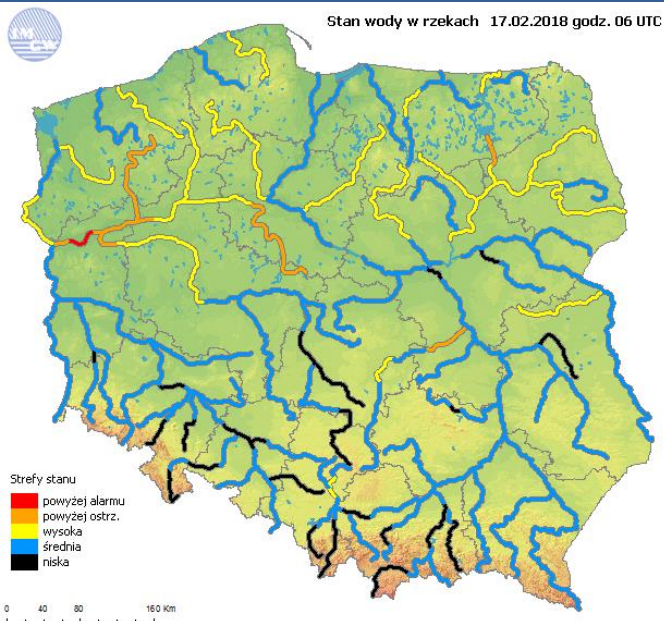 Stan wody w rzekach 17.02.2018 godz. 06 UTC
Strefy stanu
powyżej alarmu
powyżej ostrz.
wysoka
średnia
niska
0 40 80 160 Km